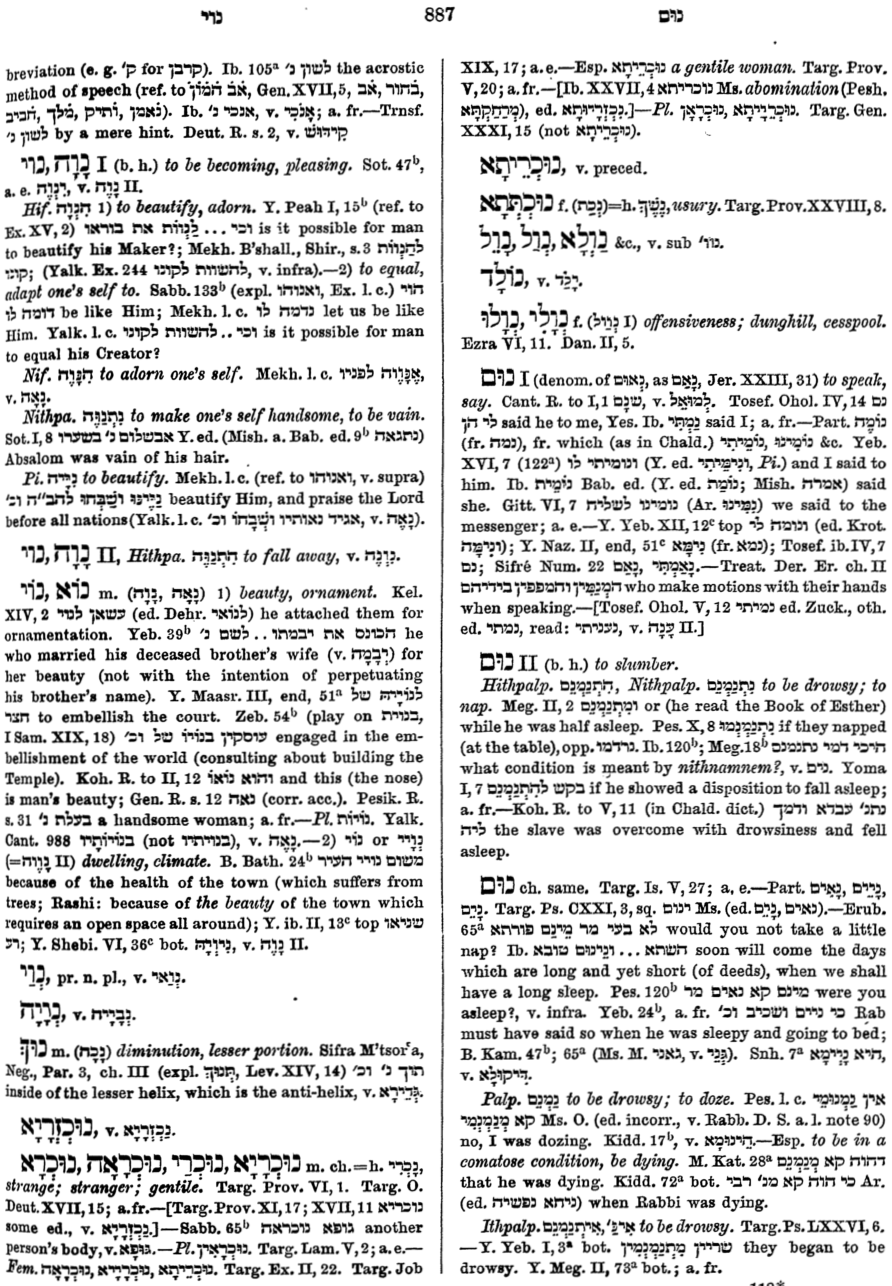 נוי
887
נום
breviation (e. g. ק' for קרבן). Ib. 105ᵃ לשון נ' the acrostic
method of speech (ref. to אַב הֲמוֹן, Gen. XVII, 5, בחור, אב,
נאמן, ותיק, מלך, חביב). Ib. אנכי נ', v. אָנֹכִי; a. fr.—Trnsf.
לשון נ' by a mere hint. Deut. R. s. 2, v. קִידּוּשׁ
נָוָה, נוי I (b. h.) to be becoming, pleasing. Sot. 47ᵇ,
a. e. וְנָוֶה, v. נָוֶה II.
Hif. הִנְוָה 1) to beautify, adorn. Y. Peah I, 15ᵇ (ref. to
Ex. XV, 2) וכי ... לַנְווֹת את בוראו is it possible for man
to beautify his Maker?; Mekh. B'shall., Shir., s. 3 לְהַנְווֹת
קונו; (Yalk. Ex. 244 להשוות לקונו, v. infra).—2) to equal,
adapt one's self to. Sabb. 133ᵇ (expl. ואנוהו, Ex. l. c.) הוי
דומה לו be like Him; Mekh. l. c. נדמה לו let us be like
Him. Yalk. l. c. וכי .. להשוות לקונו is it possible for man
to equal his Creator?
Nif. הִנָּוֶה to adorn one's self. Mekh. l. c. אֶנָּוֶוה לפניו,
v. נָאָה.
Nithpa. נִתְנַוָּה to make one's self handsome, to be vain.
Sot. I, 8 אבשלום נ' בשערו Y. ed. (Mish. a. Bab. ed. 9ᵇ נתגאה)
Absalom was vain of his hair.
Pi. נִיוָּה to beautify. Mekh. l. c. (ref. to ואנוהו, v. supra)
נַיְיוֹנוּ וּשַׁבְּחוּ להב״ה וכ' beautify Him, and praise the Lord
before all nations (Yalk. l. c. אגיד נאותיו ושבחו וכ', v. נָאֶה).
נָוָה, נוי II, Hithpa. הִתְנַוָּה to fall away, v. נָוְנָה.
נוֹא, נוֹי m. (נָאָה, נָוָה) 1) beauty, ornament. Kel.
XIV, 2 עשאן לנוי (ed. Dehr. לנואי) he attached them for
ornamentation. Yeb. 39ᵇ הכונס את יבמתו .. לשם נ' he
who married his deceased brother's wife (v. יְבָמָה) for
her beauty (not with the intention of perpetuating
his brother's name). Y. Maasr. III, end, 51ᵃ לנוייה של
חצר to embellish the court. Zeb. 54ᵇ (play on בנוית,
I Sam. XIX, 18) עוסקין בנויו של וכ' engaged in the em-
bellishment of the world (consulting about building the
Temple). Koh. R. to II, 12 והוא נואו and this (the nose)
is man's beauty; Gen. R. s. 12 נאה (corr. acc.). Pesik. R.
s. 31 בעלת נ' a handsome woman; a. fr.—Pl. נוֹיוֹת. Yalk.
Cant. 988 בנויותיו (not בנויתיו), v. נָאֶה.—2) נוֹי or נְוָיֵי
(=נָוֶה II) dwelling, climate. B. Bath. 24ᵇ משום נויי העיר
because of the health of the town (which suffers from
trees; Rashi: because of the beauty of the town which
requires an open space all around); Y. ib. II, 13ᶜ top שניאו
רע; Y. Shebi. VI, 36ᶜ bot. נִיוְיָהּ, v. נָוֶה II.
נְוַי, pr. n. pl., v. נְוַאי.
נְוָיָה, v. נְבָיָיה.
נוֹךְ m. (נָכָה) diminution, lesser portion. Sifra M'tsor‛a,
Neg., Par. 3, ch. III (expl. תְּנוּךְ, Lev. XIV, 14) תוך נ' וכ'
inside of the lesser helix, which is the anti-helix, v. גְּדִירָא.
נוּכְזְרָיָא, v. נַכְזְרָיָא.
נוּכְרָיָא, נוּכְרַי, נוּכְרָאָה, נוּכְרָא m. ch.=h. נָכְרִי,
strange; stranger; gentile. Targ. Prov. VI, 1. Targ. O.
Deut. XVII, 15; a. fr.—[Targ. Prov. XI, 17; XVII, 11 נוכריא
some ed., v. נַכְזְרָיָא.]—Sabb. 65ᵇ גופא נוכראה another
person's body, v. גּוּפָא.—Pl. נוּכְרָאִין. Targ. Lam. V, 2; a. e.—
Fem. נוּכְרָאָה, נוּכְרֵיָיא, נוּכְרֵיתָא. Targ. Ex. II, 22. Targ. Job
XIX, 17; a. e.—Esp. נוּכְרֵיתָא a gentile woman. Targ. Prov.
V, 20; a. fr.—[Ib. XXVII, 4 נוכריתא Ms. abomination (Pesh.
מְרַחַקְתָּא), ed. נַכְזְרָיוּתָא.]—Pl. נוּכְרָאָן, נוּכְרֵיָיתָא. Targ. Gen.
XXXI, 15 (not נוּכְרֵיתָא).
נוּכְרֵיתָא, v. preced.
נוּכְתָּא f. (נְכַת)=h. נֶשֶׁךְ, usury. Targ. Prov. XXVIII, 8.
נַוְלָא, נְוַל, נָוֵל &c., v. sub נוו'.
נוֹלָד, v. יָלַד.
נְוָלִי, נְוָלוּ f. (נְוַל I) offensiveness; dunghill, cesspool.
Ezra VI, 11. Dan. II, 5.
נוּם I (denom. of נְאוּם, as נָאַם, Jer. XXIII, 31) to speak,
say. Cant. R. to I, 1 שֶׁנָּם, v. לְמוּאֵל. Tosef. Ohol. IV, 14 נם
לי הן said he to me, Yes. Ib. נַמְתִּי said I; a. fr.—Part. נוֹמֶה
(fr. נמה), fr. which (as in Chald.) נוֹמֵיתִי, נוֹמֵינוּ &c. Yeb.
XVI, 7 (122ᵃ) ונומיתי לו (Y. ed. וְנִימֵיתִי, Pi.) and I said to
him. Ib. נומית Bab. ed. (Y. ed. נוֹמַת; Mish. אמרה) said
she. Gitt. VI, 7 נומינו לשליח (Ar. נַמֵּינוּ) we said to the
messenger; a. e.—Y. Yeb. XII, 12ᶜ top ונומה לי (ed. Krot.
וְנִימָּה); Y. Naz. II, end, 51ᶜ נִימָּא (fr. נמא); Tosef. ib. IV, 7
נם; Sifré Num. 22 נָאַמְתִּי, נָאַם.—Treat. Der. Er. ch. II
הַמְנַמִּין והמפפין בידיהם who make motions with their hands
when speaking.—[Tosef. Ohol. V, 12 נמיתי ed. Zuck., oth.
ed. נמתי, read: נעניתי, v. עָנָה II.]
נוּם II (b. h.) to slumber.
Hithpalp. הִתְנַמְנֵם, Nithpalp. נִתְנַמְנֵם to be drowsy; to
nap. Meg. II, 2 וּמִתְנַמְנֵם or (he read the Book of Esther)
while he was half asleep. Pes. X, 8 נִתְנַמְנְמוּ if they napped
(at the table), opp. נרדמו. Ib. 120ᵇ; Meg. 18ᵇ היכי דמי נתנמנם
what condition is meant by nithnamnem?, v. נִים. Yoma
I, 7 בקש לְהִתְנַמְנֵם if he showed a disposition to fall asleep;
a. fr.—Koh. R. to V, 11 (in Chald. dict.) נתנ' עבדא ודמך
ליה the slave was overcome with drowsiness and fell
asleep.
נוּם ch. same. Targ. Is. V, 27; a. e.—Part. נָיֵים, נָאֵים,
נָיֵם. Targ. Ps. CXXI, 3, sq. ינום Ms. (ed. נאים, נָיֵם).—Erub.
65ᵃ לא בעי מר מֵינַם פורתא would you not take a little
nap? Ib. השתא ... ונינום טובא soon will come the days
which are long and yet short (of deeds), when we shall
have a long sleep. Pes. 120ᵇ מינם קא נאים מר were you
asleep?, v. infra. Yeb. 24ᵇ, a. fr. כי ניים ושכיב וכ' Rab
must have said so when he was sleepy and going to bed;
B. Kam. 47ᵇ; 65ᵃ (Ms. M. גאני, v. גְּנֵי). Snh. 7ᵃ היא נָיְימָא,
v. דִּיקוּלָא.
Palp. נַמְנֵם to be drowsy; to doze. Pes. l. c. אין נַמְנוּמֵי
קא מְנַמְנְמֵי Ms. O. (ed. incorr., v. Rabb. D. S. a. l. note 90)
no, I was dozing. Kidd. 17ᵇ, v. הִינּוּמָא.—Esp. to be in a
comatose condition, be dying. M. Kat. 28ᵃ דהוה קא מְנַמְנֵם
that he was dying. Kidd. 72ᵃ bot. כי הוה קא מנ' רבי Ar.
(ed. ניחא נפשיה) when Rabbi was dying.
Ithpalp. אִיתְנַמְנֵם, אִינּ' to be drowsy. Targ. Ps. LXXVI, 6.
—Y. Yeb. I, 3ᵃ bot. שריין מִתְנַמְנְמִין they began to be
drowsy. Y. Meg. II, 73ᵃ bot.; a. fr.